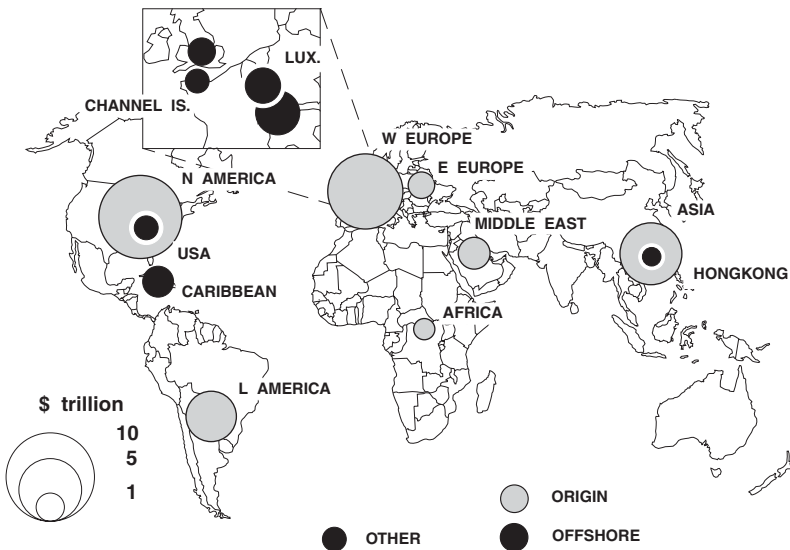 LUX.
CHANNEL IS.
W EUROPE
E EUROPE
N AMERICA
MIDDLE EAST
ASIA
USA
HONGKONG
CARIBBEAN
AFRICA
L AMERICA
$ trillion
10
5
1
ORIGIN
OTHER
OFFSHORE